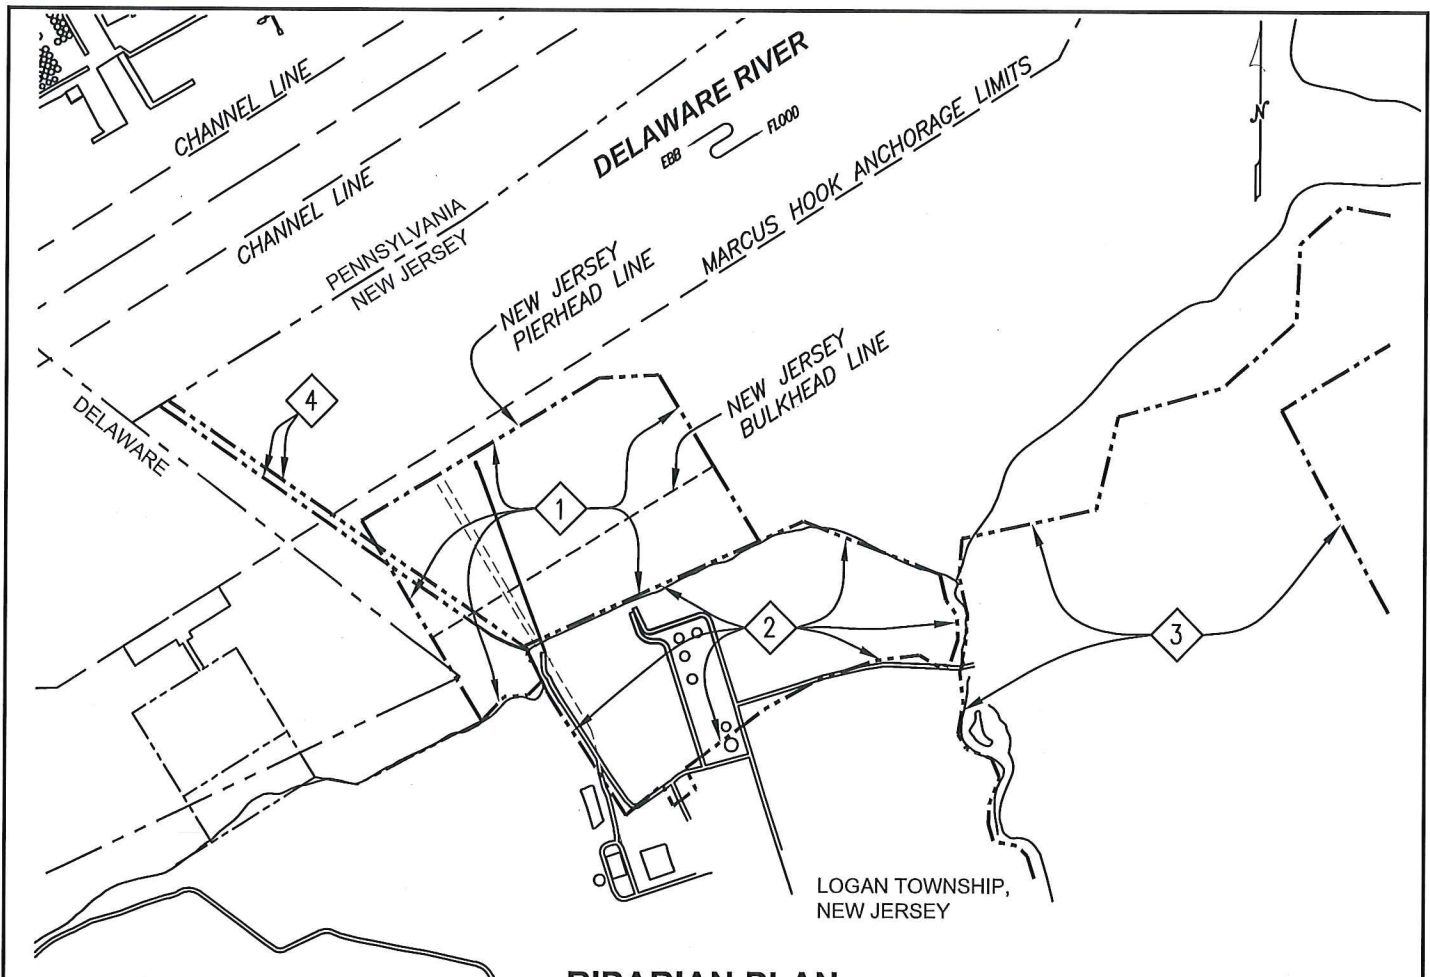 CHANNEL LINE
CHANNEL LINE
PENNSYLVANIA
NEW JERSEY
DELAWARE RIVER
EBB
FLOOD
MARCUS HOOK ANCHORAGE LIMITS
N
NEW JERSEY
PIERHEAD LINE
NEW JERSEY
BULKHEAD LINE
DELAWARE
4
1
2
3
LOGAN TOWNSHIP,
NEW JERSEY
RIPARIAN PLAN